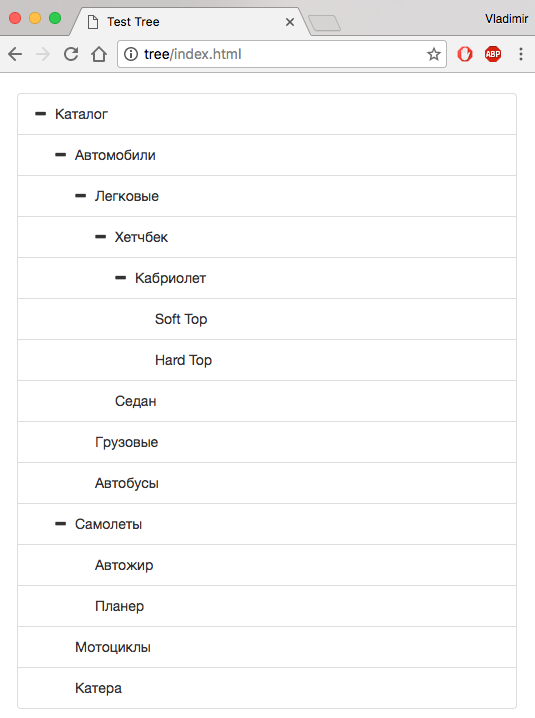 Test Tree
Vladimir
tree/index.html
ABP
Каталог
Автомобили
Легковые
Хетчбек
Кабриолет
Soft Top
Hard Top
Седан
Грузовые
Автобусы
Самолеты
Автожир
Планер
Мотоциклы
Катера